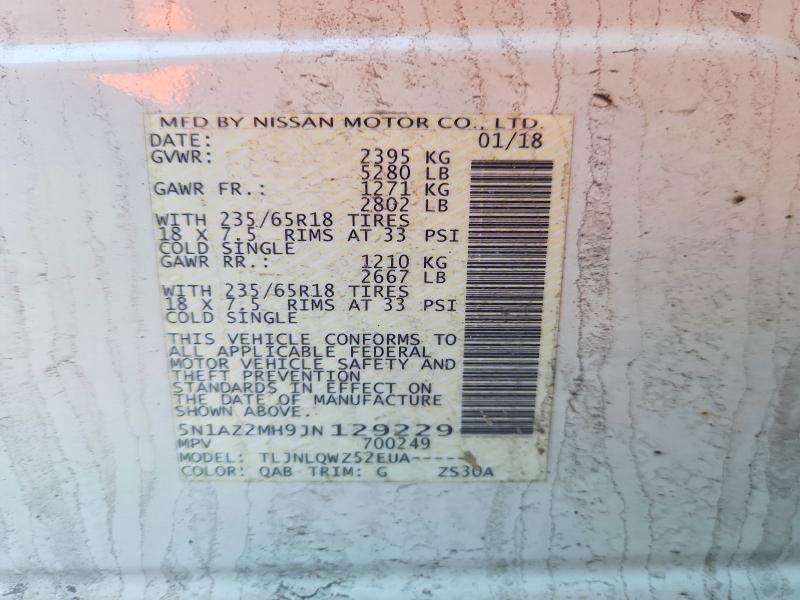 MFD BY NISSAN MOTOR CO., LTD.
DATE: 01/18
GVWR: 2395 KG
5280 LB
GAWR FR.: 1271 KG
2802 LB
WITH 235/65R18 TIRES
18 X 7.5 RIMS AT 33 PSI
COLD SINGLE
GAWR RR.: 1210 KG
2667 LB
WITH 235/65R18 TIRES
18 X 7.5 RIMS AT 33 PSI
COLD SINGLE
THIS VEHICLE CONFORMS TO
ALL APPLICABLE FEDERAL
MOTOR VEHICLE SAFETY AND
THEFT PREVENTION
STANDARDS IN EFFECT ON
THE DATE OF MANUFACTURE
SHOWN ABOVE.
5N1AZ2MH9JN129229
MPV 700249
MODEL: TLJNLQWZ52EUA-----
COLOR: QAB TRIM: G ZS30A